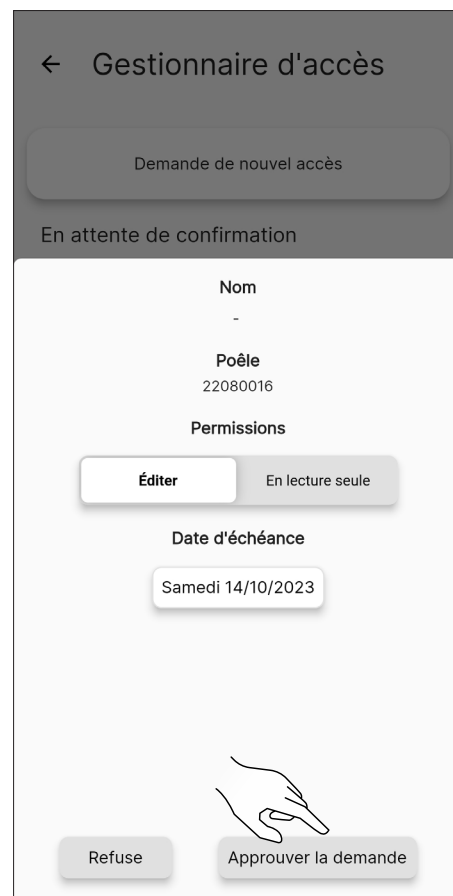 Gestionnaire d'accès
Demande de nouvel accès
En attente de confirmation
Nom
-
Poêle
22080016
Permissions
Éditer
En lecture seule
Date d'échéance
Samedi 14/10/2023
Refuse
Approuver la demande